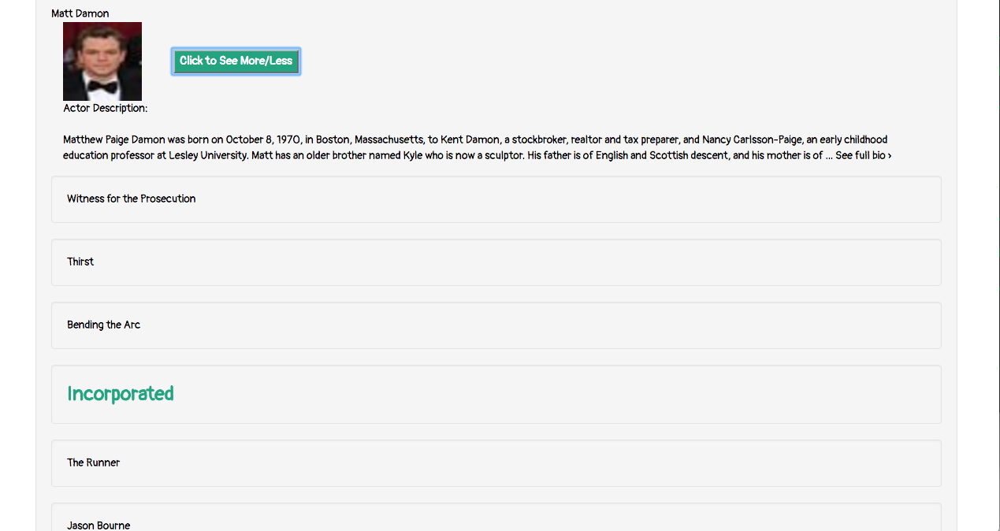 Matt Damon
Click to See More/Less
Actor Description:
Matthew Paige Damon was born on October 8, 1970, in Boston, Massachusetts, to Kent Damon, a stockbroker, realtor and tax preparer, and Nancy Carlsson-Paige, an early childhood
education professor at Lesley University. Matt has an older brother named Kyle who is now a sculptor. His father is of English and Scottish descent, and his mother is of ... See full bio ›
Witness for the Prosecution
Thirst
Bending the Arc
Incorporated
The Runner
Jason Bourne